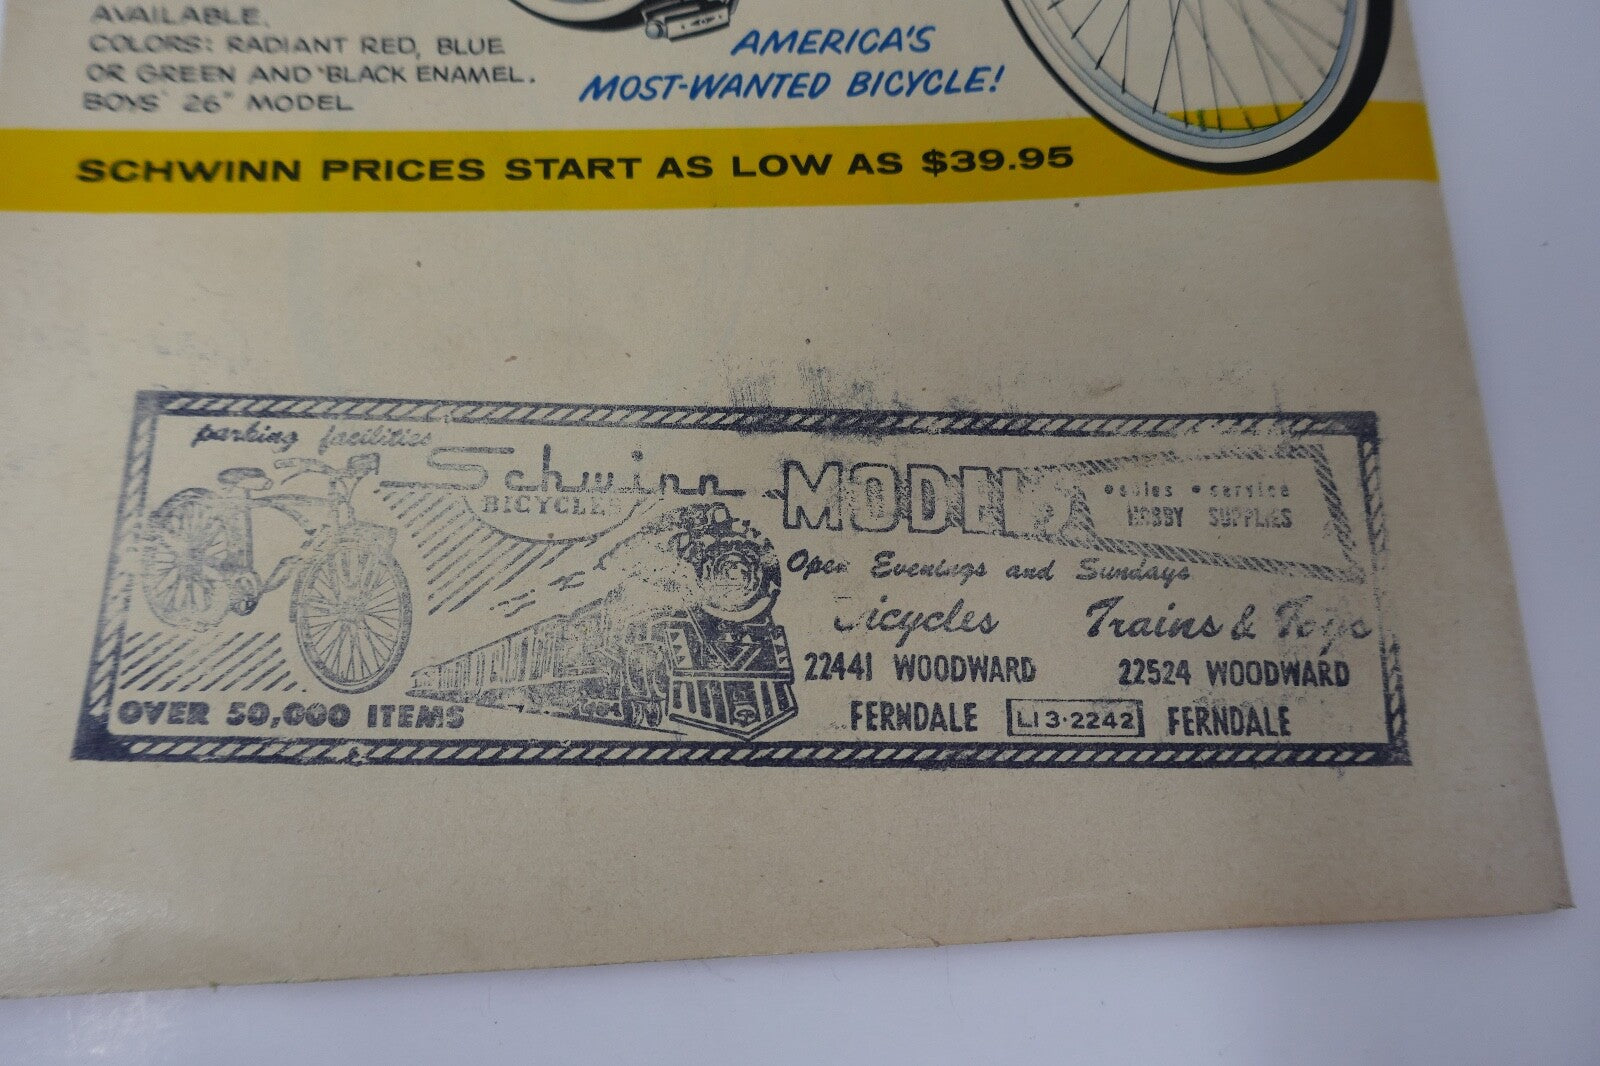 AVAILABLE.
COLORS: RADIANT RED, BLUE
OR GREEN AND BLACK ENAMEL.
BOYS' 26" MODEL
AMERICA'S
MOST-WANTED BICYCLE!
SCHWINN PRICES START AS LOW AS $39.95
parking facilities
Schwinn
BICYCLES
OVER 50,000 ITEMS
• sales • service
HOBBY SUPPLIES
Open Evenings and Sundays
Bicycles
22441 WOODWARD
FERNDALE
LI 3-2242
Trains & Toys
22524 WOODWARD
FERNDALE